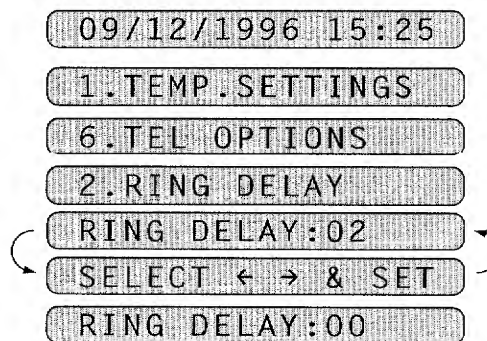 09/12/1996 15:25
1.TEMP.SETTINGS
6.TEL OPTIONS
2.RING DELAY
RING DELAY:02
SELECT ← → & SET
RING DELAY:00